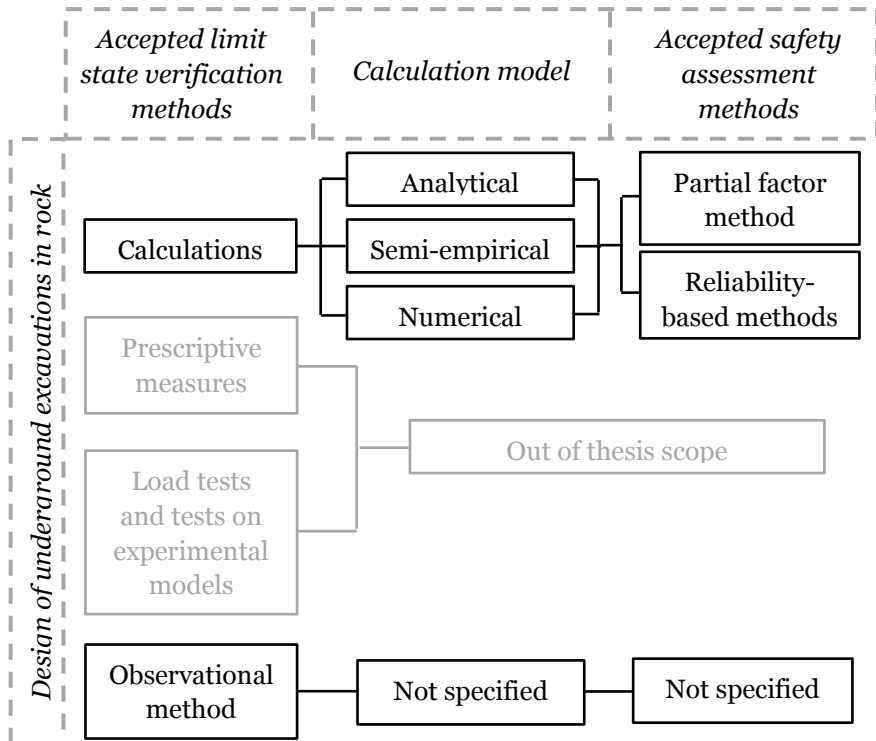 Accepted limit
state verification
methods
Calculation model
Accepted safety
assessment
methods
Design of underground excavations in rock
Calculations
Analytical
Semi-empirical
Numerical
Partial factor
method
Reliability-
based methods
Prescriptive
measures
Load tests
and tests on
experimental
models
Out of thesis scope
Observational
method
Not specified
Not specified